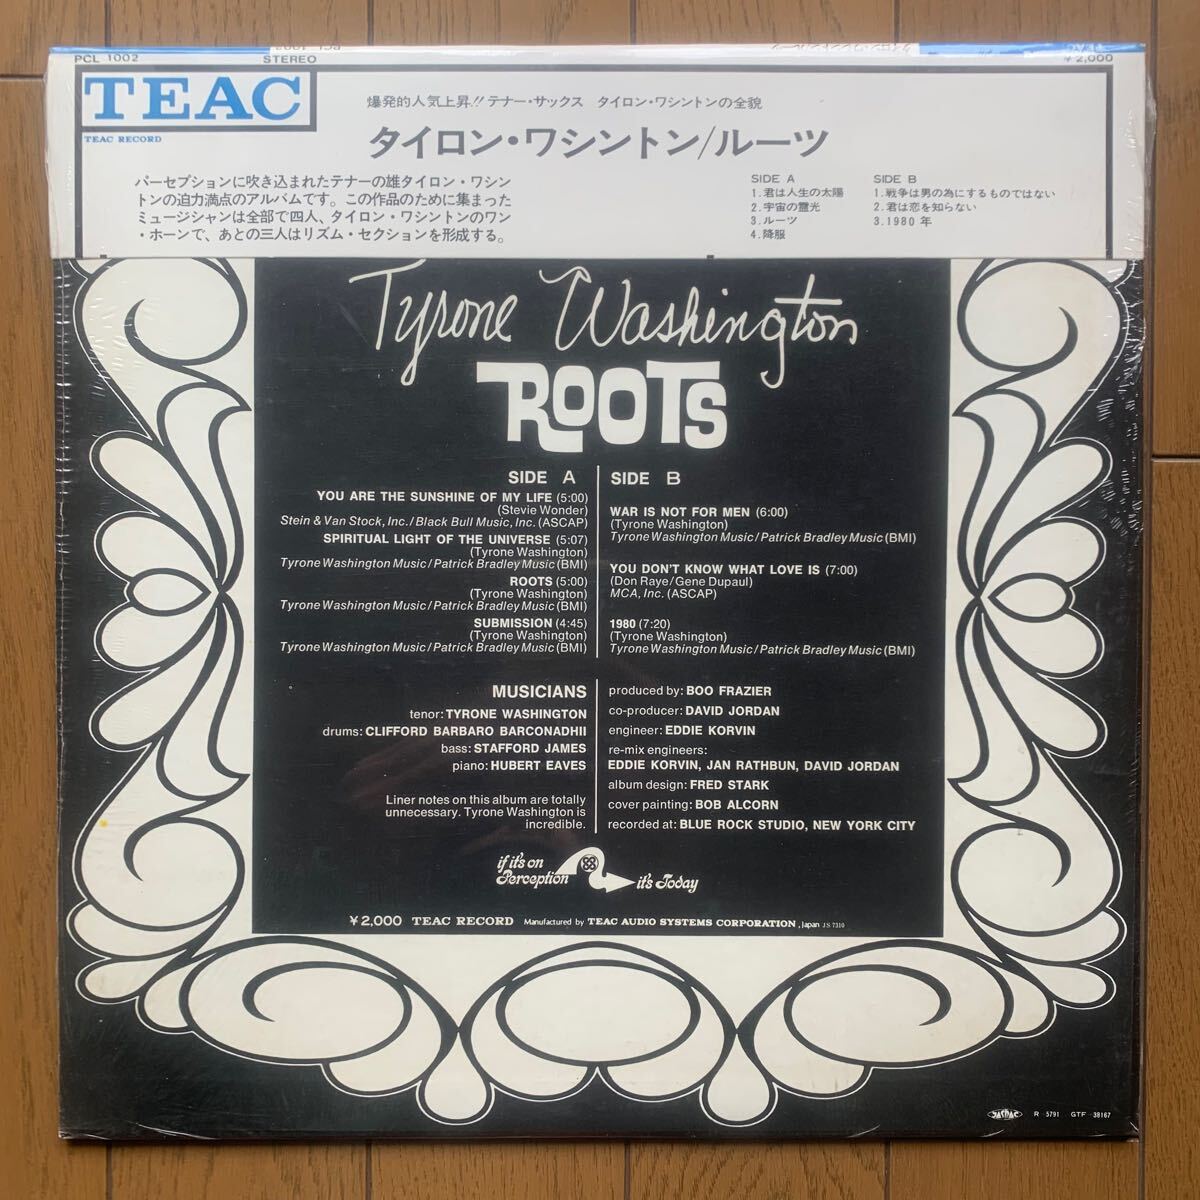 PCL 1002
STEREO
¥2,000
TEAC
TEAC RECORD
爆発的人気上昇!! テナー・サックス タイロン・ワシントンの全貌
タイロン・ワシントン/ルーツ
パーセプションに吹き込まれたテナーの雄タイロン・ワシン
トンの迫力満点のアルバムです。この作品のために集まった
ミュージシャンは全部で四人、タイロン・ワシントンのワン
・ホーンで、あとの三人はリズム・セクションを形成する。
SIDE A
1.君は人生の太陽
2.宇宙の靈光
3.ルーツ
4.降服
SIDE B
1.戦争は男の為にするものではない
2.君は恋を知らない
3.1980 年
Tyrone Washington
ROOTS
SIDE A
YOU ARE THE SUNSHINE OF MY LIFE (5:00)
(Stevie Wonder)
Stein & Van Stock, Inc./Black Bull Music, Inc. (ASCAP)
SPIRITUAL LIGHT OF THE UNIVERSE (5:07)
(Tyrone Washington)
Tyrone Washington Music/Patrick Bradley Music (BMI)
ROOTS (5:00)
(Tyrone Washington)
Tyrone Washington Music/Patrick Bradley Music (BMI)
SUBMISSION (4:45)
(Tyrone Washington)
Tyrone Washington Music/Patrick Bradley Music (BMI)
SIDE B
WAR IS NOT FOR MEN (6:00)
(Tyrone Washington)
Tyrone Washington Music/Patrick Bradley Music (BMI)
YOU DON'T KNOW WHAT LOVE IS (7:00)
(Don Raye/Gene Dupaul)
MCA, Inc. (ASCAP)
1980 (7:20)
(Tyrone Washington)
Tyrone Washington Music/Patrick Bradley Music (BMI)
MUSICIANS
tenor: TYRONE WASHINGTON
drums: CLIFFORD BARBARO BARCONADHII
bass: STAFFORD JAMES
piano: HUBERT EAVES
Liner notes on this album are totally
unnecessary. Tyrone Washington is
incredible.
produced by: BOO FRAZIER
co-producer: DAVID JORDAN
engineer: EDDIE KORVIN
re-mix engineers:
EDDIE KORVIN, JAN RATHBUN, DAVID JORDAN
album design: FRED STARK
cover painting: BOB ALCORN
recorded at: BLUE ROCK STUDIO, NEW YORK CITY
if it's on
Perception
it's Today
¥2,000 TEAC RECORD Manufactured by TEAC AUDIO SYSTEMS CORPORATION, Japan JS 7310
JASRAC R 5791 GTF 38167